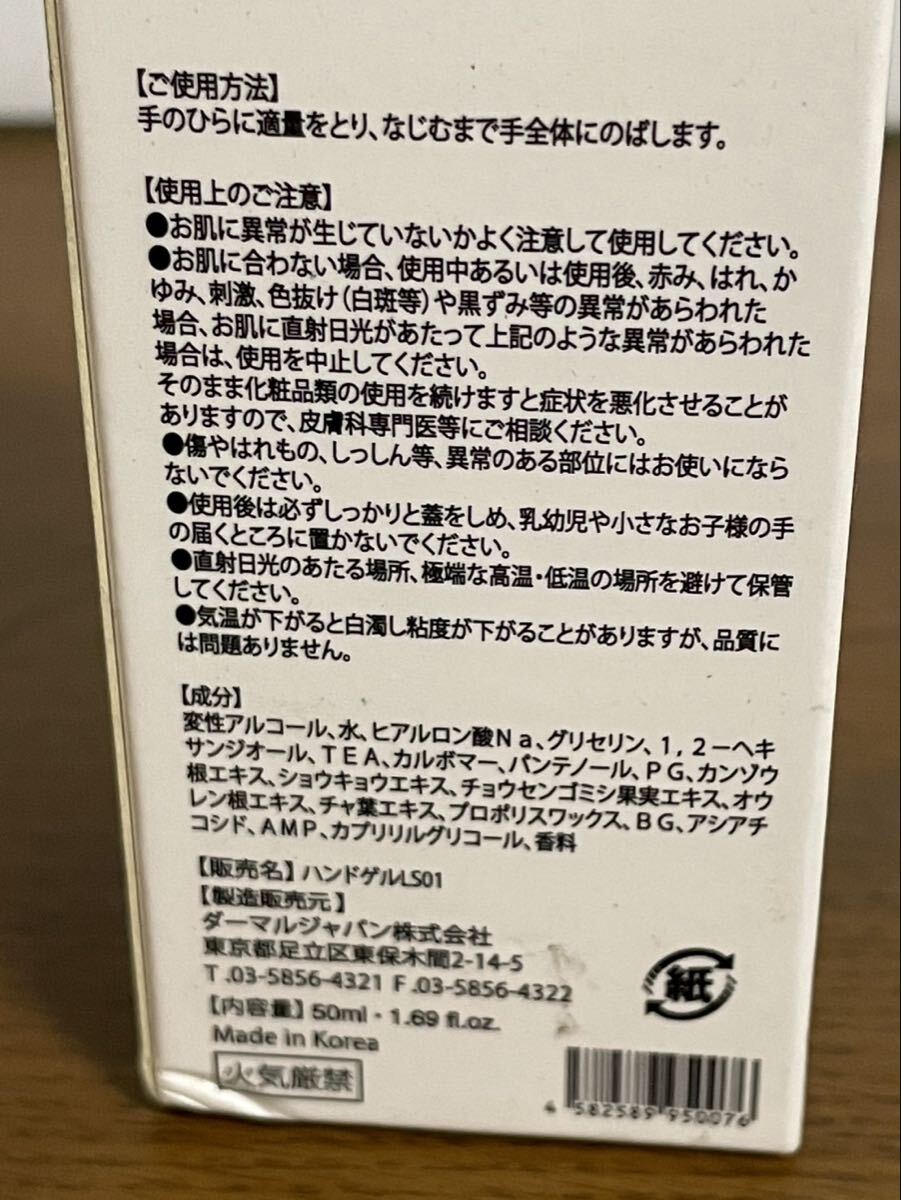 【ご使用方法】
手のひらに適量をとり、なじむまで手全体にのばします。
【使用上のご注意】
●お肌に異常が生じていないかよく注意して使用してください。
●お肌に合わない場合、使用中あるいは使用後、赤み、はれ、か
ゆみ、刺激、色抜け(白斑等)や黒ずみ等の異常があらわれた
場合、お肌に直射日光があたって上記のような異常があらわれた
場合は、使用を中止してください。
そのまま化粧品類の使用を続けますと症状を悪化させることが
ありますので、皮膚科専門医等にご相談ください。
●傷やはれもの、しっしん等、異常のある部位にはお使いになら
ないでください。
●使用後は必ずしっかりと蓋をしめ、乳幼児や小さなお子様の手
の届くところに置かないでください。
●直射日光のあたる場所、極端な高温・低温の場所を避けて保管
してください。
●気温が下がると白濁し粘度が下がることがありますが、品質に
は問題ありません。
【成分】
変性アルコール、水、ヒアルロン酸Na、グリセリン、1,2-ヘキ
サンジオール、TEA、カルボマー、パンテノール、PG、カンゾウ
根エキス、ショウキョウエキス、チョウセンゴミシ果実エキス、オウ
レン根エキス、チャ葉エキス、プロポリスワックス、BG、アシアチ
コシド、AMP、カプリリルグリコール、香料
【販売名】ハンドゲルLS01
【製造販売元】
ダーマルジャパン株式会社
東京都足立区東保木間2-14-5
T .03-5856-4321 F .03-5856-4322
【内容量】50ml・1.69 fl.oz.
Made in Korea
火気厳禁
紙
4 582589 950076